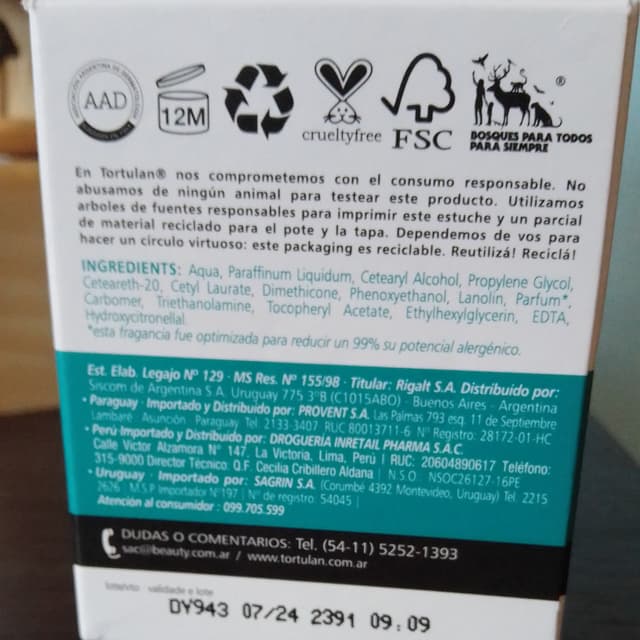 AAD
12M
crueltyfree
FSC
®
BOSQUES PARA TODOS
PARA SIEMPRE
En Tortulan® nos comprometemos con el consumo responsable. No
abusamos de ningún animal para testear este producto. Utilizamos
arboles de fuentes responsables para imprimir este estuche y un parcial
de material reciclado para el pote y la tapa. Dependemos de vos para
hacer un círculo virtuoso: este packaging es reciclable. Reutilizá! Reciclá!
INGREDIENTS: Aqua, Paraffinum Liquidum, Cetearyl Alcohol, Propylene Glycol,
Ceteareth-20, Cetyl Laurate, Dimethicone, Phenoxyethanol, Lanolin, Parfum*,
Carbomer, Triethanolamine, Tocopheryl Acetate, Ethylhexylglycerin, EDTA,
Hydroxycitronellal.
*esta fragancia fue optimizada para reducir un 99% su potencial alergénico.
Est. Elab. Legajo Nº 129 · MS Res. Nº 155/98 · Titular: Rigalt S.A. Distribuido por:
Siscom de Argentina S.A. Uruguay 775 3ºB (C1015ABO) · Buenos Aires · Argentina
• Paraguay · Importado y Distribuido por: PROVENT S.A. Las Palmas 793 esq. 11 de Septiembre
Lambaré · Asunción · Paraguay Tel. 2133-3407 RUC 80013711-6 · Nº Registro: 28172-01-HC
• Perú Importado y Distribuido por: DROGUERÍA INRETAIL PHARMA S.A.C.
Calle Victor Alzamora Nº 147, La Victoria, Lima, Perú | RUC: 20604890617 Teléfono:
315-9000 Director Técnico: Q.F. Cecilia Cribillero Aldana | N.S.O. NSOC26127-16PE
• Uruguay · Importado por: SAGRIN S.A. (Corumbé 4392 Montevideo, Uruguay) Tel. 2215
2626 M.S.P Importador Nº197 | Nº de registro: 54045 |
Atención al consumidor : 099.705.599
DUDAS O COMENTARIOS: Tel. (54-11) 5252-1393
sac@beauty.com.ar / www.tortulan.com.ar
lote/vto · validade e lote
DY943 07/24 2391 09:09